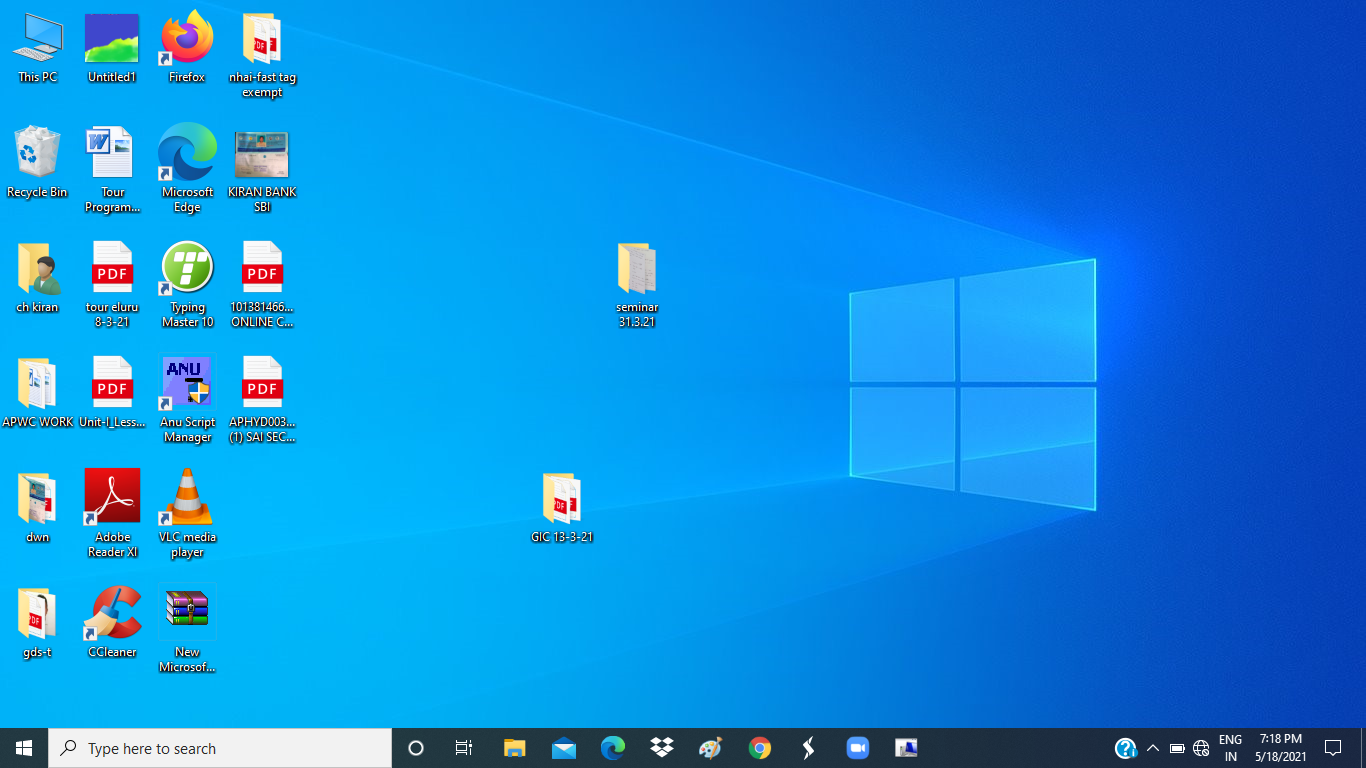 This PC
Untitled1
Firefox
nhai-fast tag
exempt
Recycle Bin
Tour
Program...
Microsoft
Edge
KIRAN BANK
SBI
ch kiran
tour eluru
8-3-21
Typing
Master 10
101381466...
ONLINE C...
seminar
31.3.21
APWC WORK
Unit-I_Less...
Anu Script
Manager
APHYD003...
(1) SAI SEC...
dwn
Adobe
Reader XI
VLC media
player
GIC 13-3-21
gds-t
CCleaner
New
Microsof...
PDF
PDF
PDF
PDF
ANU
Type here to search
ENG
IN
7:18 PM
5/18/2021